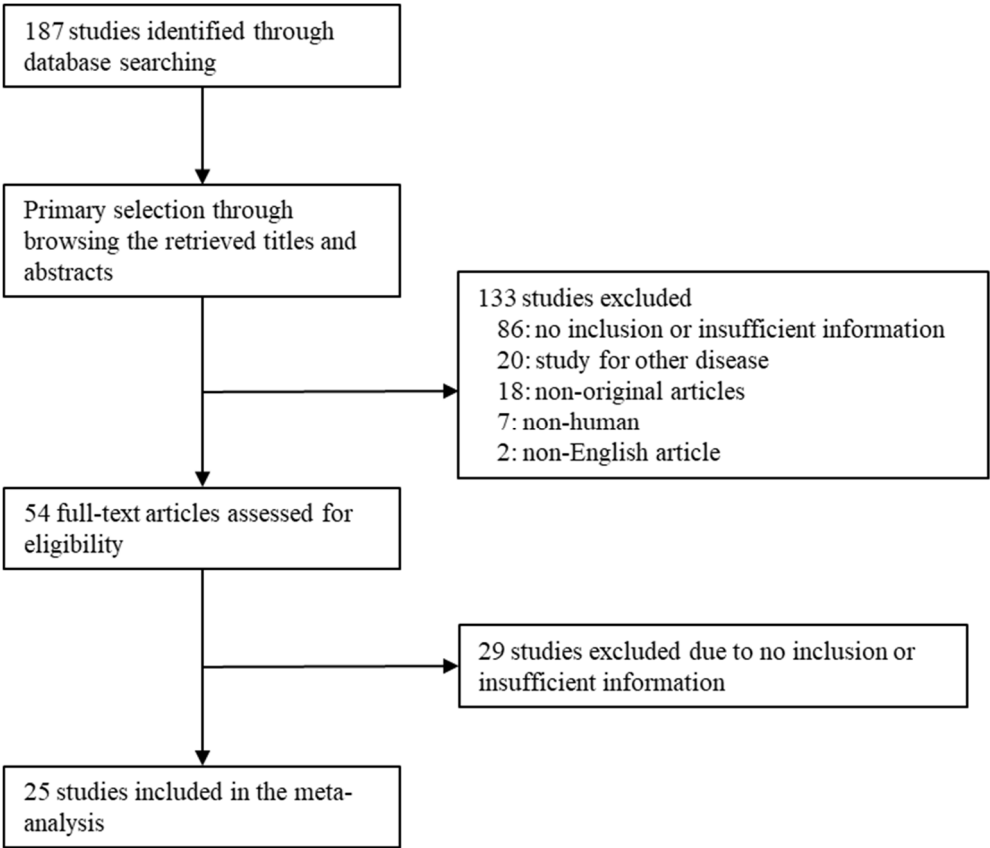 187 studies identified through
database searching
Primary selection through
browsing the retrieved titles and
abstracts
133 studies excluded
86: no inclusion or insufficient information
20: study for other disease
18: non-original articles
7: non-human
2: non-English article
54 full-text articles assessed for
eligibility
29 studies excluded due to no inclusion or
insufficient information
25 studies included in the meta-
analysis